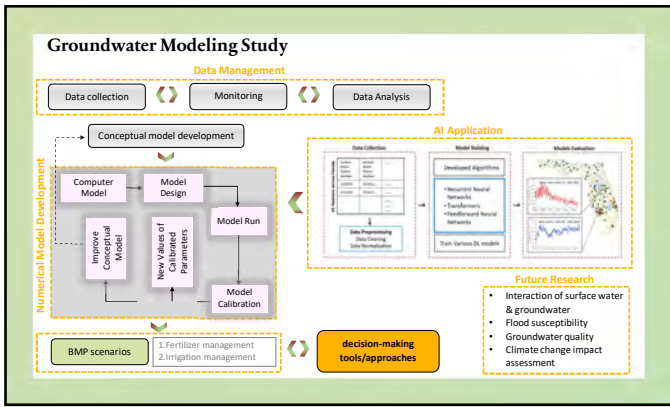 Groundwater Modeling Study
Data Management
Data collection
Monitoring
Data Analysis
Conceptual model development
Numerical Model Development
Computer
Model
Model
Design
Model Run
Improve
Conceptual
Model
New Values of
Calibrated
Parameters
Model
Calibration
BMP scenarios
1.Fertilizer management
2.Irrigation management
decision-making
tools/approaches
AI Application
Data Collection
Data Preprocessing
Data Cleaning
Data Normalization
Model Building
Developed Algorithms
• Recurrent Neural
Networks
• Transformers
• Feedforward Neural
Networks
Train Various DL models
Models Evaluation
Future Research
• Interaction of surface water
& groundwater
• Flood susceptibility
• Groundwater quality
• Climate change impact
assessment